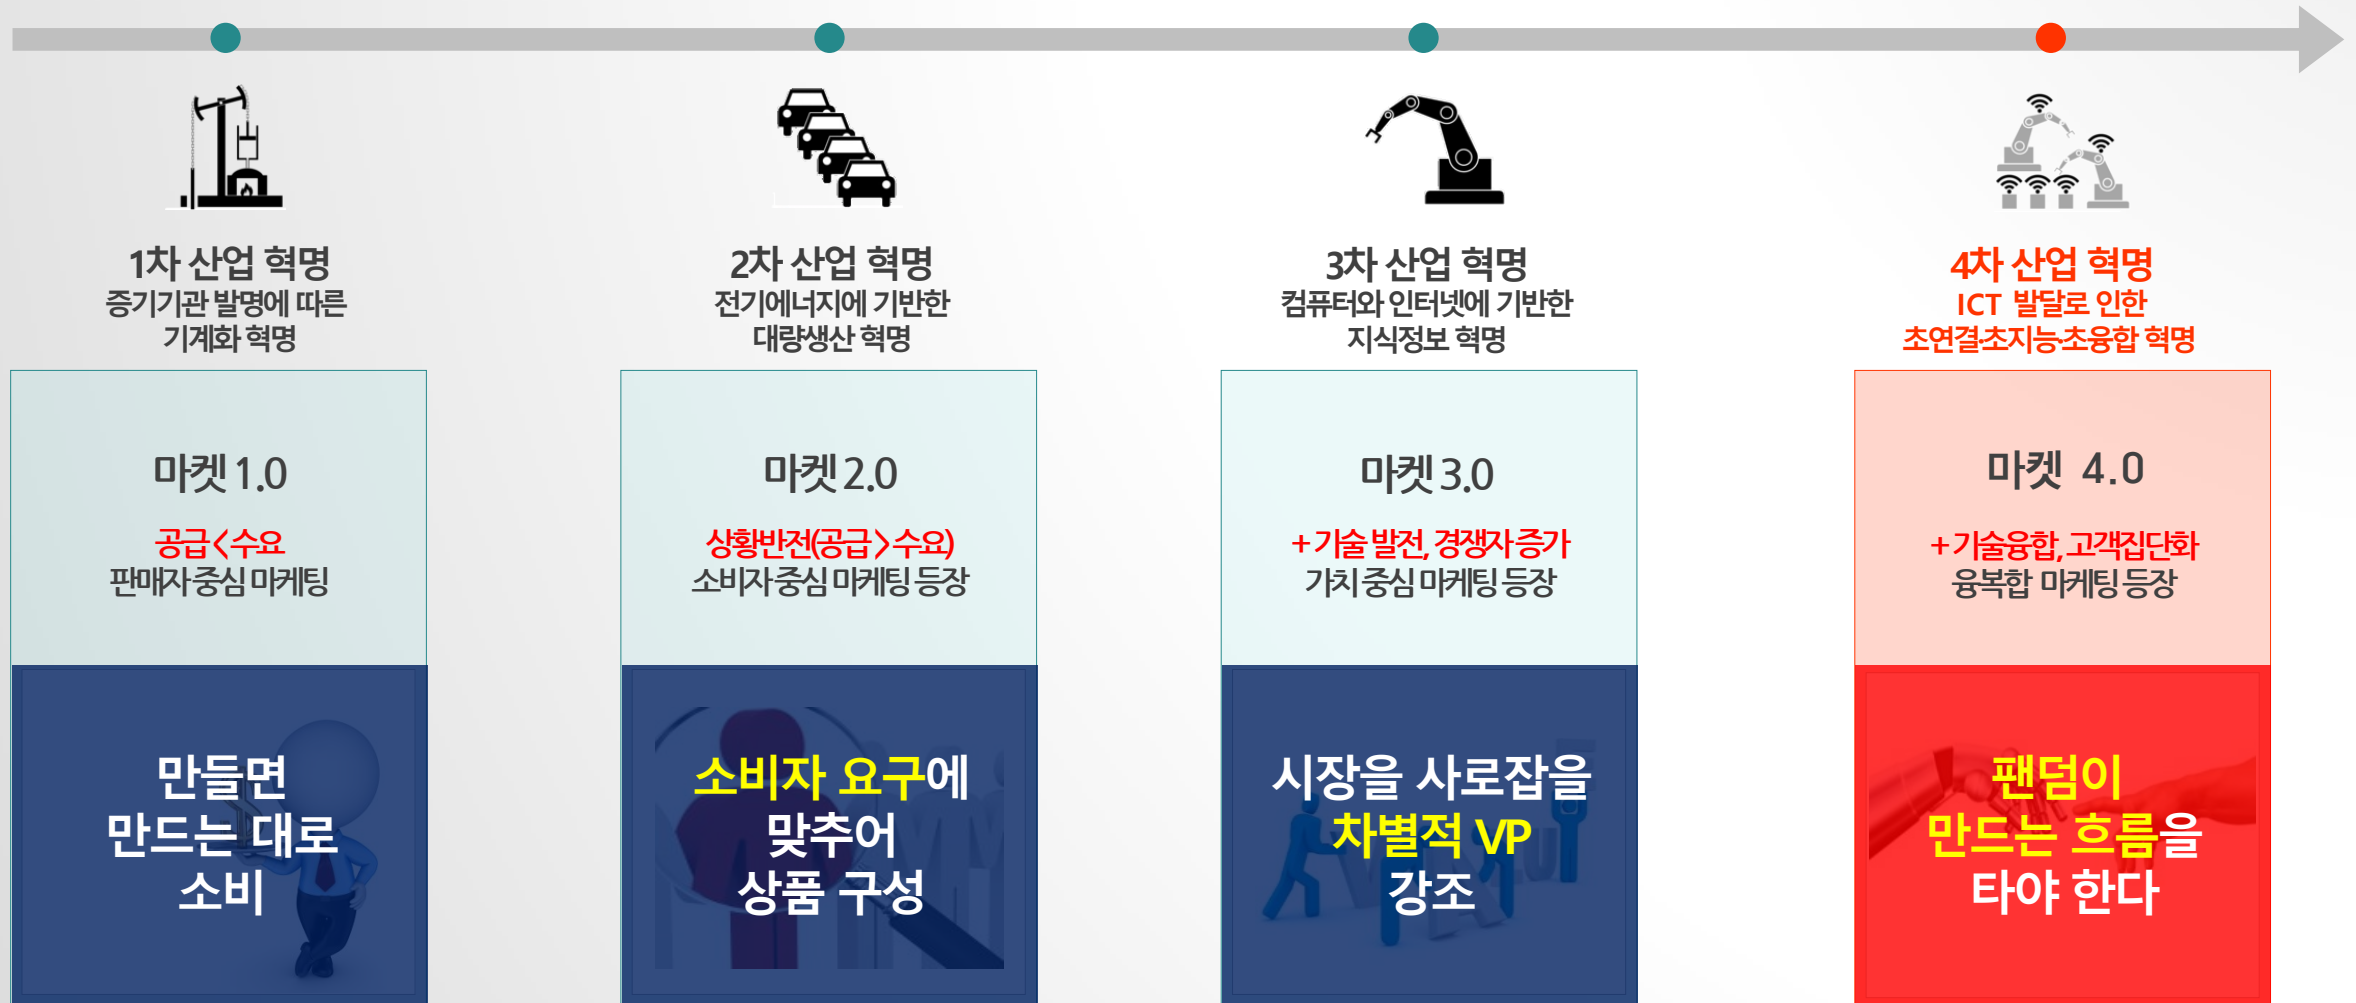 1차 산업 혁명
증기기관 발명에 따른
기계화 혁명
2차 산업 혁명
전기에너지에 기반한
대량생산 혁명
3차 산업 혁명
컴퓨터와 인터넷에 기반한
지식정보 혁명
4차 산업 혁명
ICT 발달로 인한
초연결·초지능·초융합 혁명
마켓 1.0
공급 < 수요
판매자 중심 마케팅
마켓 2.0
상황반전(공급 > 수요)
소비자 중심 마케팅 등장
마켓 3.0
+ 기술 발전, 경쟁자 증가
가치 중심 마케팅 등장
마켓 4.0
+ 기술융합, 고객집단화
융복합 마케팅 등장
만들면
만드는 대로
소비
소비자 요구에
맞추어
상품 구성
시장을 사로잡을
차별적 VP
강조
팬덤이
만드는 흐름을
타야 한다